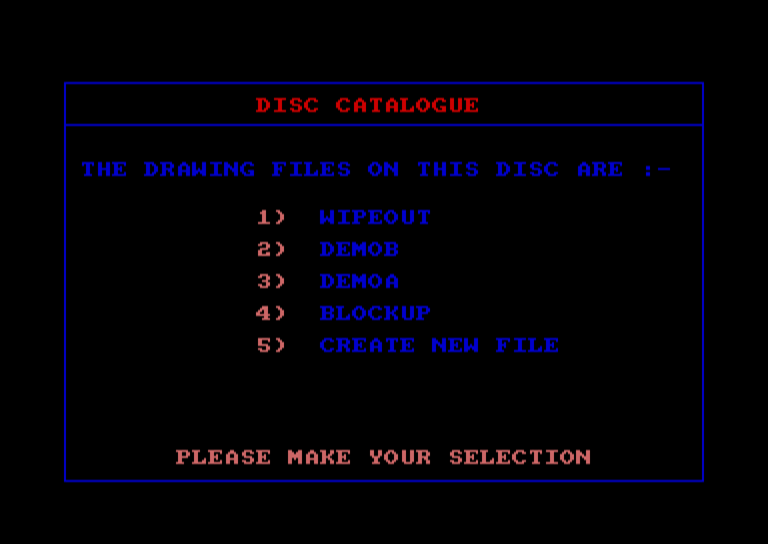 DISC CATALOGUE
THE DRAWING FILES ON THIS DISC ARE :-
1) WIPEOUT
2) DEMOB
3) DEMOA
4) BLOCKUP
5) CREATE NEW FILE
PLEASE MAKE YOUR SELECTION